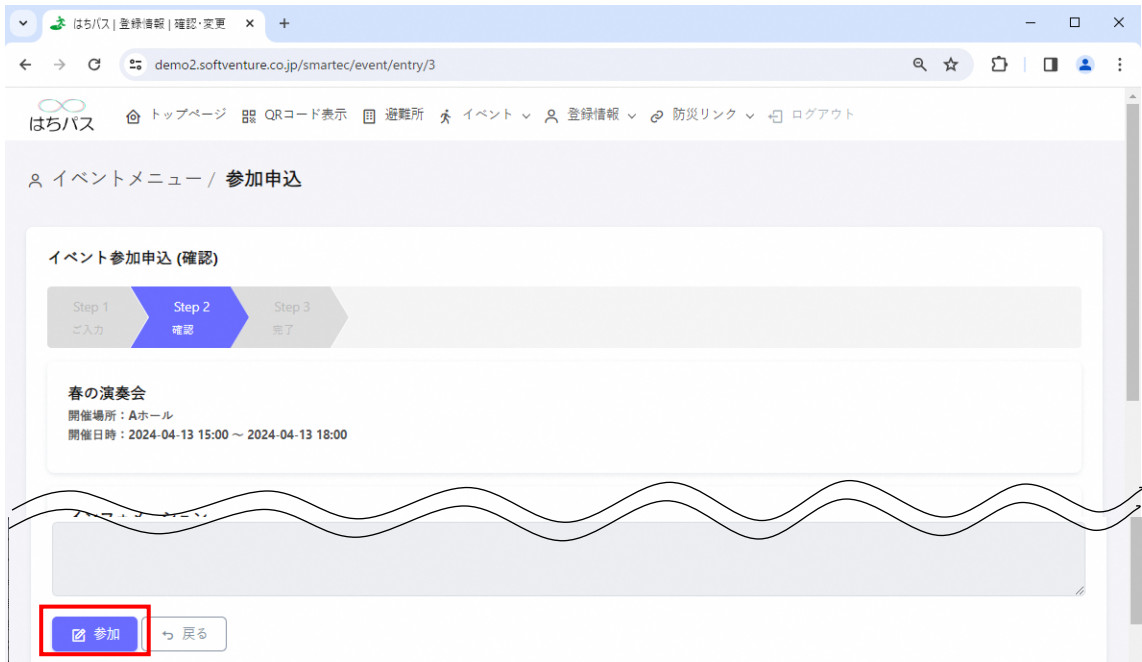 はちパス | 登録情報 | 確認・変更
demo2.softventure.co.jp/smartec/event/entry/3
はちパス
トップページ QRコード表示 避難所 イベント 登録情報 防災リンク ログアウト
イベントメニュー / 参加申込
イベント参加申込 (確認)
Step 1 Step 2 Step 3
ご入力 確認 完了
春の演奏会
開催場所：Aホール
開催日時：2024-04-13 15:00 ～ 2024-04-13 18:00
参加 戻る